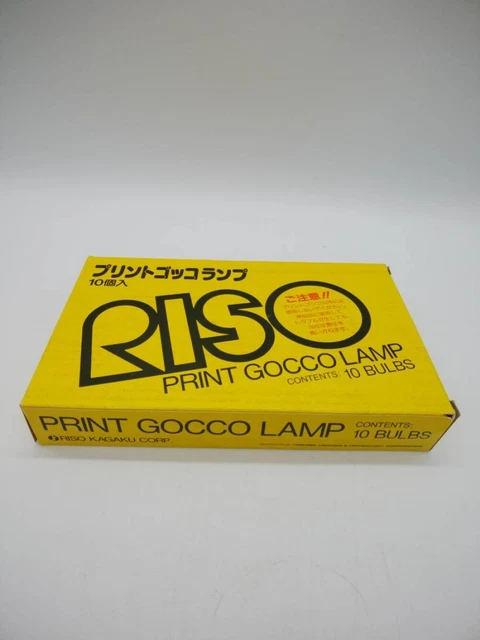 プリントゴッコランプ
10個入
RISO
ご注意!!
PRINT GOCCO LAMP
CONTENTS: 10 BULBS
PRINT GOCCO LAMP
CONTENTS: 10 BULBS
RISO KAGAKU CORP.